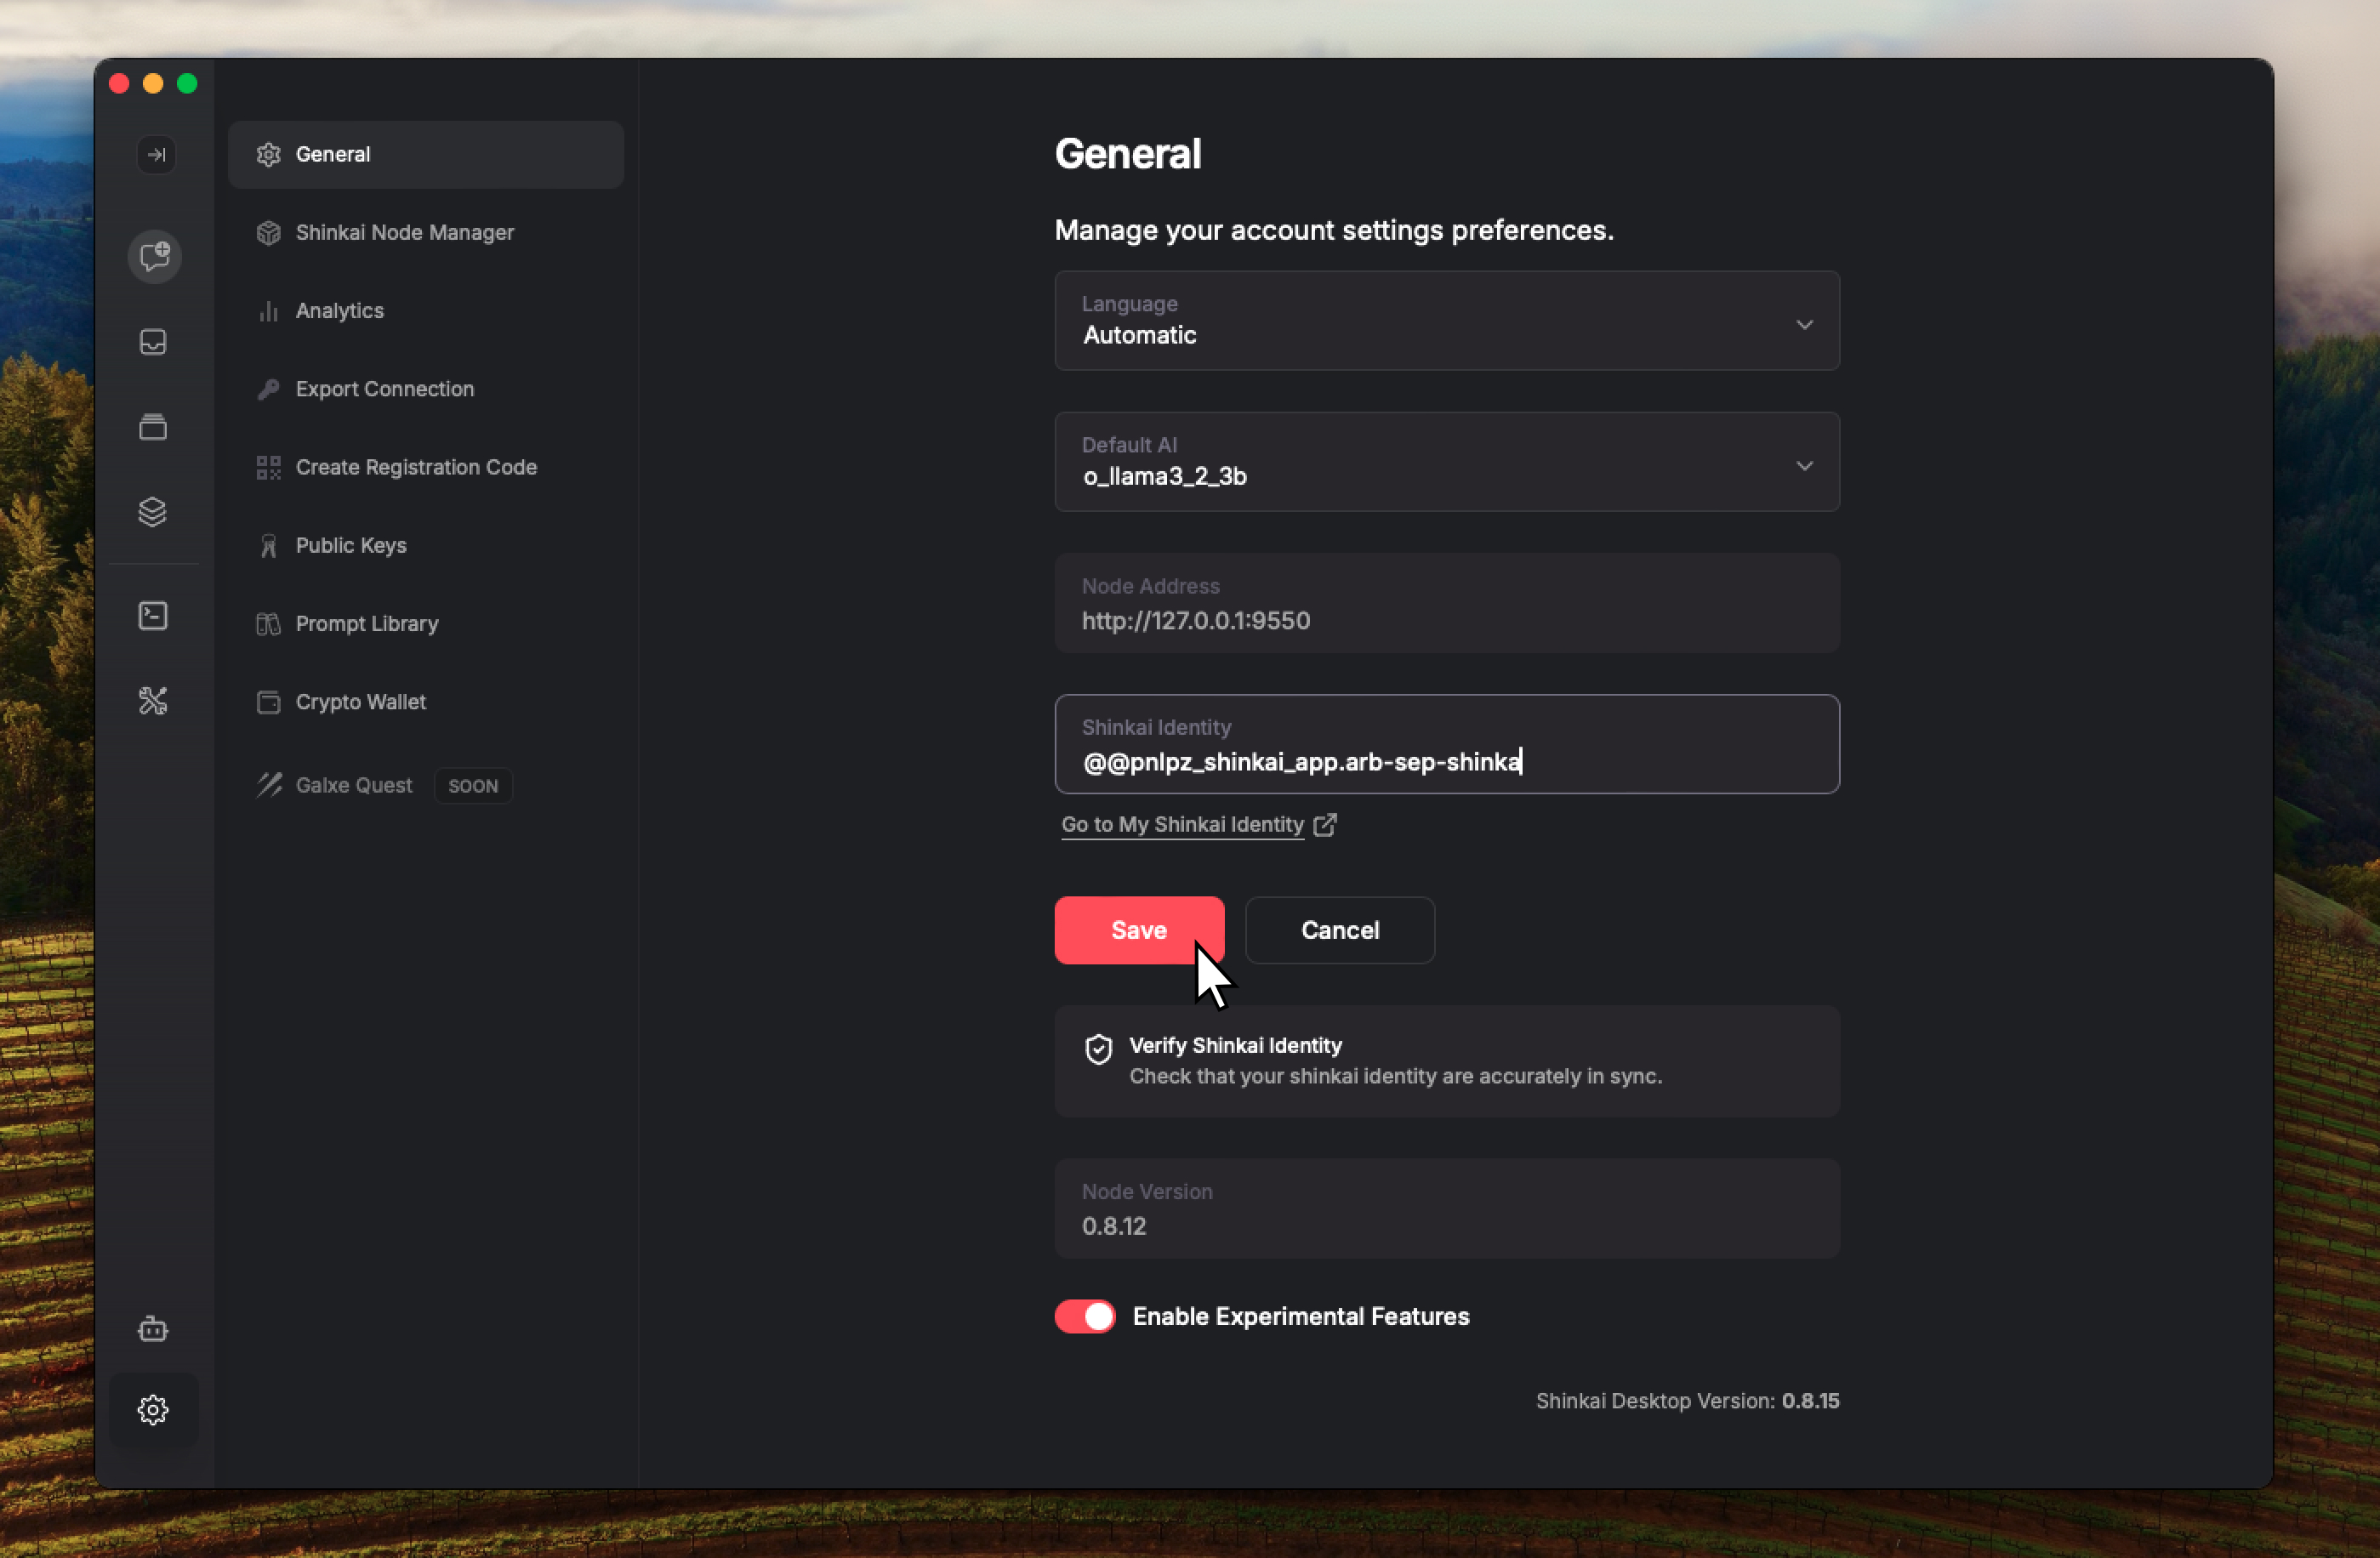 General
Shinkai Node Manager
Analytics
Export Connection
Create Registration Code
Public Keys
Prompt Library
Crypto Wallet
Galxe Quest SOON
General
Manage your account settings preferences.
Language
Automatic
Default AI
o_llama3_2_3b
Node Address
http://127.0.0.1:9550
Shinkai Identity
@@pnlpz_shinkai_app.arb-sep-shinka
Go to My Shinkai Identity
Save Cancel
Verify Shinkai Identity
Check that your shinkai identity are accurately in sync.
Node Version
0.8.12
Enable Experimental Features
Shinkai Desktop Version: 0.8.15